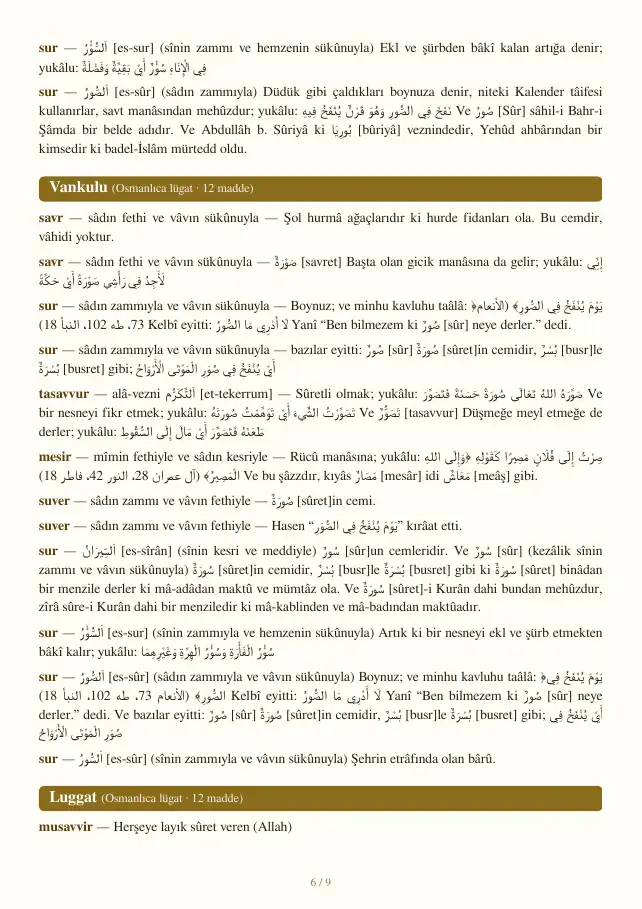 sur — اَلسُّؤْرُ [es-sur] (sînin zammı ve hemzenin sükûnuyla) Ekl ve şürbden bâkî kalan artığa denir;
yukâlu: فِي الْإِنَاءِ سُؤْرٌ أَيْ بَقِيَّةٌ وَفَضْلَةٌ
sur — اَلصُّورُ [es-sûr] (sâdın zammıyla) Düdük gibi çaldıkları boynuza denir, niteki Kalender tâifesi
kullanırlar, savt manâsından mehûzdur; yukâlu: نَفَخَ فِي الصُّورِ وَهُوَ قَرْنٌ يُنْفَخُ فِيهِ Ve صُورُ [Sûr] sâhil-i Bahr-i
Şâmda bir belde adıdır. Ve Abdullâh b. Sûriyâ ki بُورِيَا [bûriyâ] veznindedir, Yehûd ahbârından bir
kimsedir ki badel-İslâm mürtedd oldu.
Vankulu (Osmanlıca lügat · 12 madde)
savr — sâdın fethi ve vâvın sükûnuyla — Şol hurmâ ağaçlarıdır ki hurde fidanları ola. Bu cemdir,
vâhidi yoktur.
savr — sâdın fethi ve vâvın sükûnuyla — صَوْرَةٌ [savret] Başta olan gicik manâsına da gelir; yukâlu: إِنِّي
لَأَجِدُ فِي رَأْسِي صَوْرَةً أَيْ حَكَّةً
sur — sâdın zammıyla ve vâvın sükûnuyla — Boynuz; ve minhu kavluhu taâlâ: ﴿يَوْمَ يُنْفَخُ فِي الصُّورِ﴾ (الأنعام
73، طه 102، النبأ 18) Kelbî eyitti: لَا أَدْرِي مَا الصُّورُ Yanî “Ben bilmezem ki صُورٌ [sûr] neye derler.” dedi.
sur — sâdın zammıyla ve vâvın sükûnuyla — bazılar eyitti: صُورٌ [sûr] صُورَةٌ [sûret]in cemidir, بُسْرٌ [busr]le
بُسْرَةٌ [busret] gibi; أَيْ يُنْفَخُ فِي صُوَرِ الْمَوْتَى الْأَرْوَاحُ
tasavvur — alâ-vezni اَلتَّكَرُّم [et-tekerrum] — Sûretli olmak; yukâlu: صَوَّرَهُ اللهُ تَعَالَى صُورَةً حَسَنَةً فَتَصَوَّرَ Ve
bir nesneyi fikr etmek; yukâlu: تَصَوَّرْتُ الشَّيْءَ أَيْ تَوَهَّمْتُ صُورَتَهُ Ve تَصَوُّرٌ [tasavvur] Düşmeğe meyl etmeğe de
derler; yukâlu: طَعَنَهُ فَتَصَوَّرَ أَيْ مَالَ إِلَى السُّقُوطِ
mesir — mîmin fethiyle ve sâdın kesriyle — Rücû manâsına; yukâlu: صِرْتُ إِلَى فُلَانٍ مَصِيرًا كَقَوْلِهِ ﴿وَإِلَى اللهِ
الْمَصِيرُ﴾ (آل عمران 28، النور 42، فاطر 18) Ve bu şâzzdır, kıyâs مَصَارٌ [mesâr] idi مَعَاشٌ [meâş] gibi.
suver — sâdın zammı ve vâvın fethiyle — صُورَةٌ [sûret]in cemi.
suver — sâdın zammı ve vâvın fethiyle — Hasen “يَوْمَ يُنْفَخُ فِي الصُّوَرِ” kırâat etti.
sur — اَلسِّيرَانُ [es-sîrân] (sînin kesri ve meddiyle) سُورٌ [sûr]un cemleridir. Ve سُورٌ [sûr] (kezâlik sînin
zammı ve vâvın sükûnuyla) سُورَةٌ [sûret]in cemidir, بُسْرٌ [busr]le بُسْرَةٌ [busret] gibi ki سُورَةٌ [sûret] binâdan
bir menzile derler ki mâ-adâdan maktû ve mümtâz ola. Ve سُورَةٌ [sûret]-i Kurân dahi bundan mehûzdur,
zîrâ sûre-i Kurân dahi bir menziledir ki mâ-kablinden ve mâ-badından maktûadır.
sur — اَلسُّؤْرُ [es-sur] (sînin zammıyla ve hemzenin sükûnuyla) Artık ki bir nesneyi ekl ve şürb etmekten
bâkî kalır; yukâlu: سُؤْرُ الْفَأْرَةِ وَسُؤْرُ الْهِرَّةِ وَغَيْرِهِمَا
sur — اَلصُّورُ [es-sûr] (sâdın zammıyla ve vâvın sükûnuyla) Boynuz; ve minhu kavluhu taâlâ: ﴿يَوْمَ يُنْفَخُ فِي
الصُّورِ﴾ (الأنعام 73، طه 102، النبأ 18) Kelbî eyitti: لَا أَدْرِي مَا الصُّورُ Yanî “Ben bilmezem ki صُورٌ [sûr] neye
derler.” dedi. Ve bazılar eyitti: صُورٌ [sûr] صُورَةٌ [sûret]in cemidir, بُسْرٌ [busr]le بُسْرَةٌ [busret] gibi; أَيْ يُنْفَخُ فِي
صُوَرِ الْمَوْتَى الْأَرْوَاحُ
sur — اَلسُّورُ [es-sûr] (sînin zammıyla ve vâvın sükûnuyla) Şehrin etrâfında olan bârû.
Luggat (Osmanlıca lügat · 12 madde)
musavvir — Herşeye layık sûret veren (Allah)
6 / 9